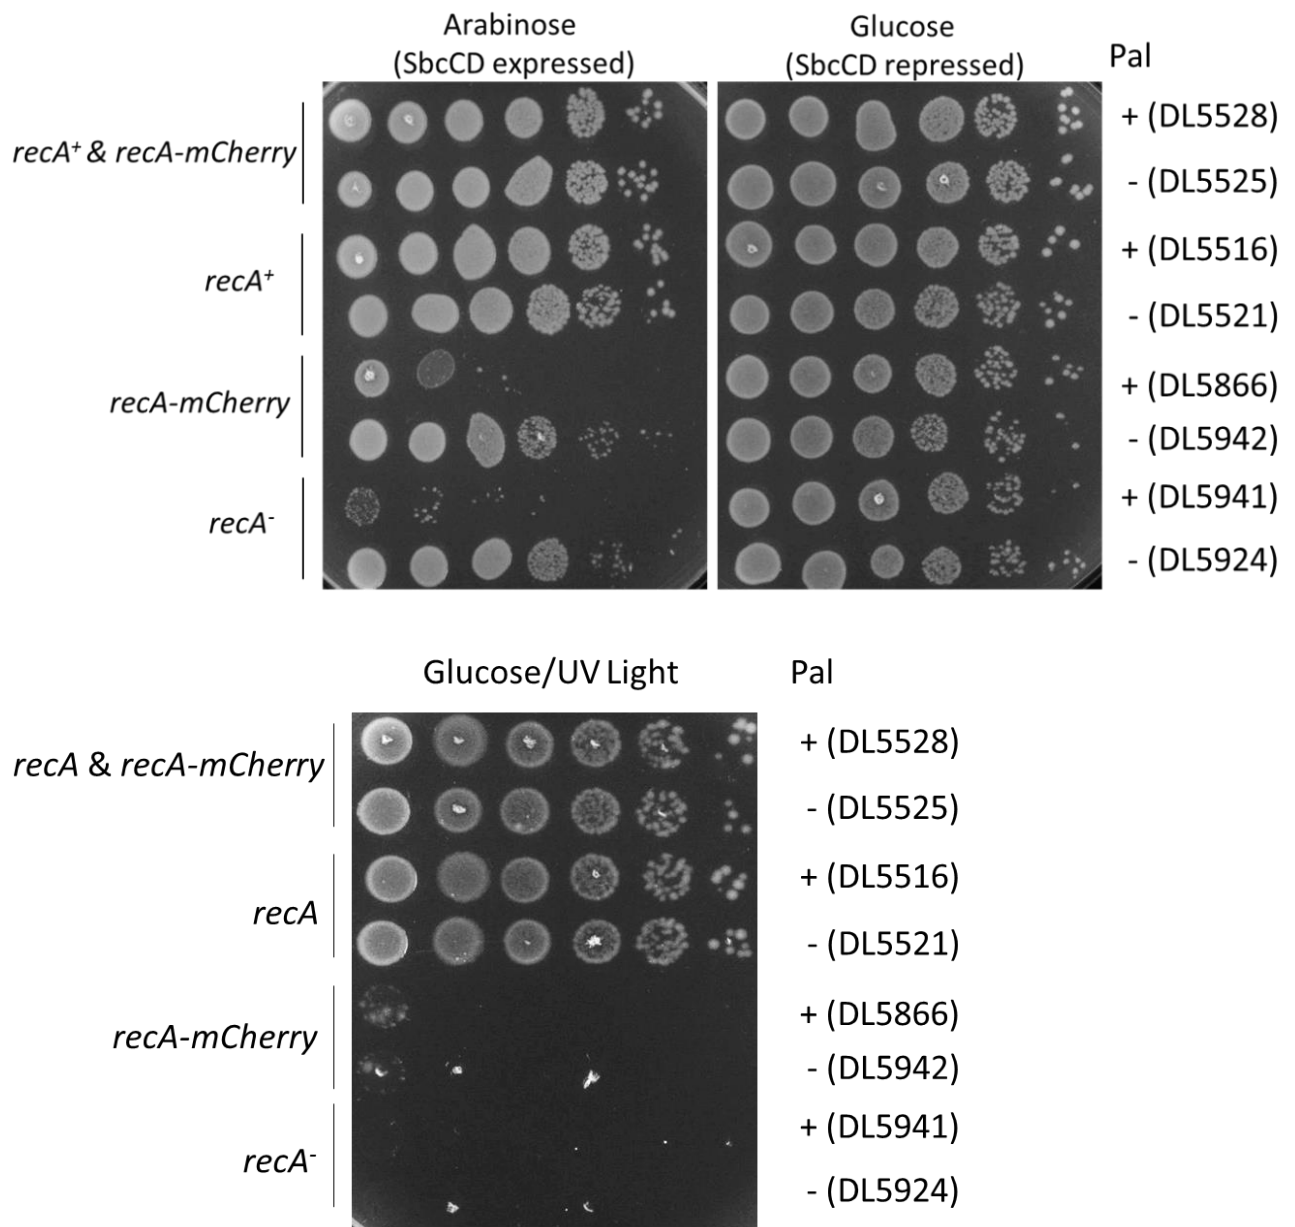 Arabinose
(SbcCD expressed)
Glucose
(SbcCD repressed)
Pal
recA+ & recA-mCherry
+ (DL5528)
- (DL5525)
recA+
+ (DL5516)
- (DL5521)
recA-mCherry
+ (DL5866)
- (DL5942)
recA-
+ (DL5941)
- (DL5924)
Glucose/UV Light
Pal
recA & recA-mCherry
+ (DL5528)
- (DL5525)
recA
+ (DL5516)
- (DL5521)
recA-mCherry
+ (DL5866)
- (DL5942)
recA-
+ (DL5941)
- (DL5924)